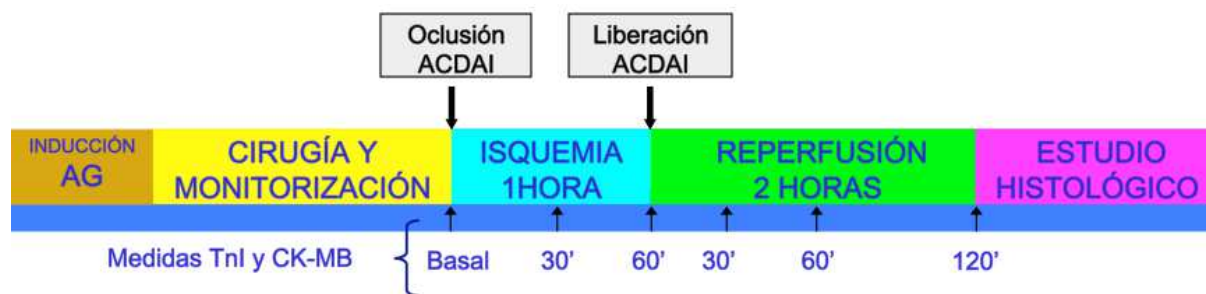 Oclusión
ACDAI
Liberación
ACDAI
INDUCCIÓN
AG
CIRUGÍA Y
MONITORIZACIÓN
ISQUEMIA
1HORA
REPERFUSIÓN
2 HORAS
ESTUDIO
HISTOLÓGICO
Medidas TnI y CK-MB
Basal 30’ 60’ 30’ 60’ 120’